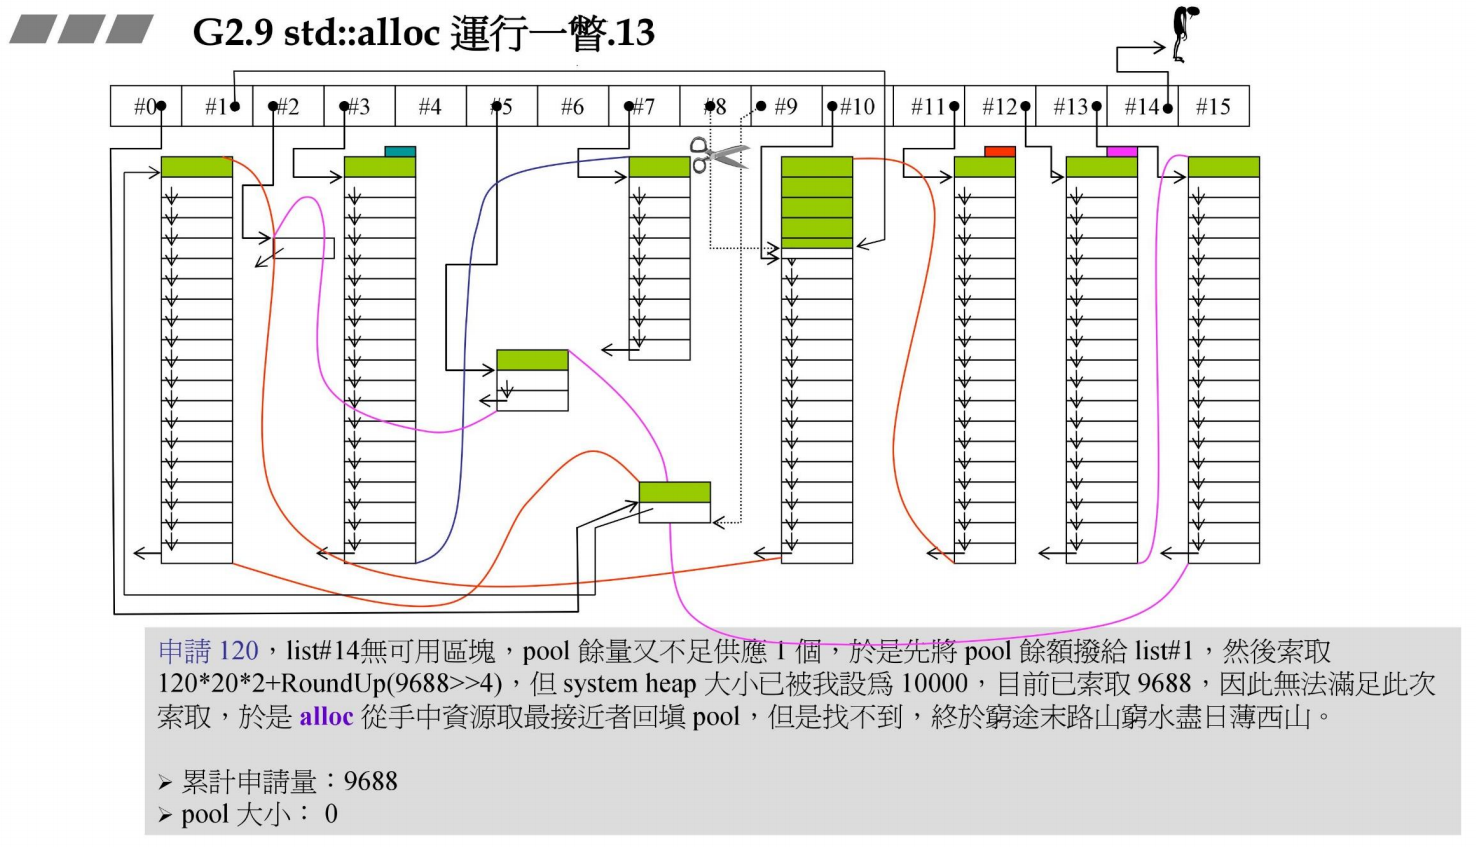 G2.9 std::alloc 運行一瞥.13
#0 #1 #2 #3 #4 #5 #6 #7 #8 #9 #10 #11 #12 #13 #14 #15
申請 120，list#14無可用區塊，pool 餘量又不足供應 1 個，於是先將 pool 餘額撥給 list#1，然後索取
120*20*2+RoundUp(9688>>4)，但 system heap 大小已被我設為 10000，目前已索取 9688，因此無法滿足此次
索取，於是 alloc 從手中資源取最接近者回填 pool，但是找不到，終於窮途末路山窮水盡日薄西山。
➢ 累計申請量：9688
➢ pool 大小： 0